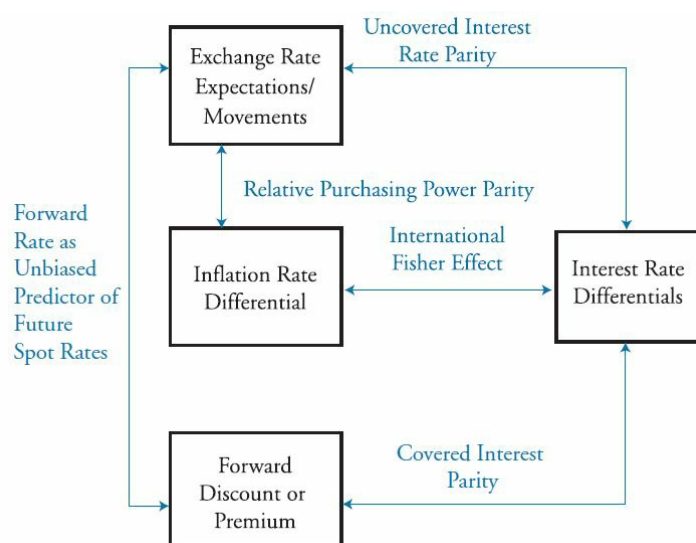 Uncovered Interest
Rate Parity
Exchange Rate
Expectations/
Movements
Relative Purchasing Power Parity
Forward
Rate as
Unbiased
Predictor of
Future
Spot Rates
International
Fisher Effect
Inflation Rate
Differential
Interest Rate
Differentials
Covered Interest
Parity
Forward
Discount or
Premium